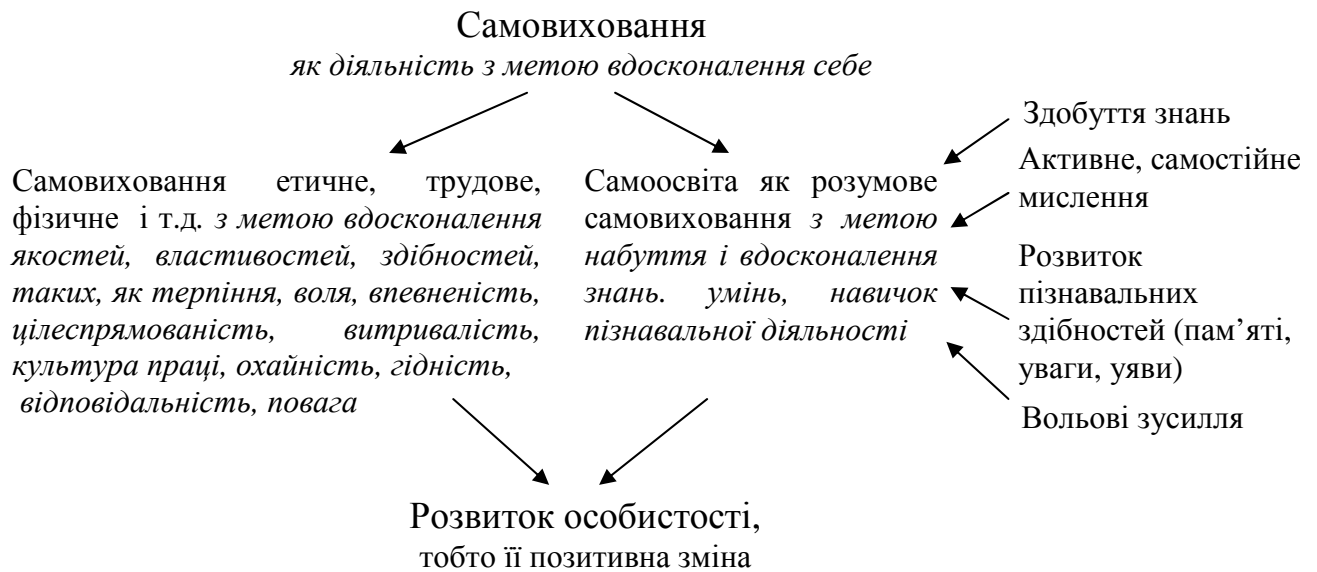 Самовиховання
як діяльність з метою вдосконалення себе
Самовиховання етичне, трудове,
фізичне і т.д. з метою вдосконалення
якостей, властивостей, здібностей,
таких, як терпіння, воля, впевненість,
цілеспрямованість, витривалість,
культура праці, охайність, гідність,
відповідальність, повага
Самоосвіта як розумове
самовиховання з метою
набуття і вдосконалення
знань. умінь, навичок
пізнавальної діяльності
Здобуття знань
Активне, самостійне
мислення
Розвиток
пізнавальних
здібностей (пам’яті,
уваги, уяви)
Вольові зусилля
Розвиток особистості,
тобто її позитивна зміна